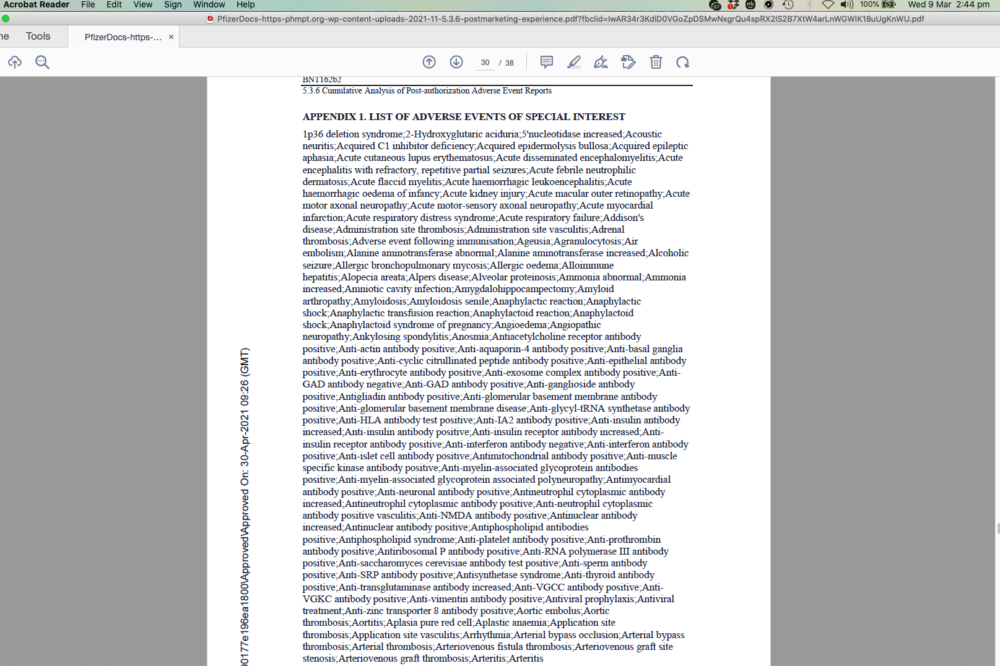 Acrobat Reader File Edit View Sign Window Help 97 1 100% Wed 9 Mar 2:44 pm
PfizerDocs-https-phmpt.org-wp-content-uploads-2021-11-5.3.6-postmarketing-experience.pdf?fbclid=IwAR34r3KdlD0VGoZpDSMwNxgrQu4spRX2IS2B7XtW4arLnWGWIK18uUgKnWU.pdf
me Tools PfizerDocs-https-... ×
30 / 38
BNT162b2
5.3.6 Cumulative Analysis of Post-authorization Adverse Event Reports
APPENDIX 1. LIST OF ADVERSE EVENTS OF SPECIAL INTEREST
1p36 deletion syndrome;2-Hydroxyglutaric aciduria;5'nucleotidase increased;Acoustic
neuritis;Acquired C1 inhibitor deficiency;Acquired epidermolysis bullosa;Acquired epileptic
aphasia;Acute cutaneous lupus erythematosus;Acute disseminated encephalomyelitis;Acute
encephalitis with refractory, repetitive partial seizures;Acute febrile neutrophilic
dermatosis;Acute flaccid myelitis;Acute haemorrhagic leukoencephalitis;Acute
haemorrhagic oedema of infancy;Acute kidney injury;Acute macular outer retinopathy;Acute
motor axonal neuropathy;Acute motor-sensory axonal neuropathy;Acute myocardial
infarction;Acute respiratory distress syndrome;Acute respiratory failure;Addison's
disease;Administration site thrombosis;Administration site vasculitis;Adrenal
thrombosis;Adverse event following immunisation;Ageusia;Agranulocytosis;Air
embolism;Alanine aminotransferase abnormal;Alanine aminotransferase increased;Alcoholic
seizure;Allergic bronchopulmonary mycosis;Allergic oedema;Alloimmune
hepatitis;Alopecia areata;Alpers disease;Alveolar proteinosis;Ammonia abnormal;Ammonia
increased;Amniotic cavity infection;Amygdalohippocampectomy;Amyloid
arthropathy;Amyloidosis;Amyloidosis senile;Anaphylactic reaction;Anaphylactic
shock;Anaphylactic transfusion reaction;Anaphylactoid reaction;Anaphylactoid
shock;Anaphylactoid syndrome of pregnancy;Angioedema;Angiopathic
neuropathy;Ankylosing spondylitis;Anosmia;Antiacetylcholine receptor antibody
positive;Anti-actin antibody positive;Anti-aquaporin-4 antibody positive;Anti-basal ganglia
antibody positive;Anti-cyclic citrullinated peptide antibody positive;Anti-epithelial antibody
positive;Anti-erythrocyte antibody positive;Anti-exosome complex antibody positive;Anti-
GAD antibody negative;Anti-GAD antibody positive;Anti-ganglioside antibody
positive;Antigliadin antibody positive;Anti-glomerular basement membrane antibody
positive;Anti-glomerular basement membrane disease;Anti-glycyl-tRNA synthetase antibody
positive;Anti-HLA antibody test positive;Anti-IA2 antibody positive;Anti-insulin antibody
increased;Anti-insulin antibody positive;Anti-insulin receptor antibody increased;Anti-
insulin receptor antibody positive;Anti-interferon antibody negative;Anti-interferon antibody
positive;Anti-islet cell antibody positive;Antimitochondrial antibody positive;Anti-muscle
specific kinase antibody positive;Anti-myelin-associated glycoprotein antibodies
positive;Anti-myelin-associated glycoprotein associated polyneuropathy;Antimyocardial
antibody positive;Anti-neuronal antibody positive;Antineutrophil cytoplasmic antibody
increased;Antineutrophil cytoplasmic antibody positive;Anti-neutrophil cytoplasmic
antibody positive vasculitis;Anti-NMDA antibody positive;Antinuclear antibody
increased;Antinuclear antibody positive;Antiphospholipid antibodies
positive;Antiphospholipid syndrome;Anti-platelet antibody positive;Anti-prothrombin
antibody positive;Antiribosomal P antibody positive;Anti-RNA polymerase III antibody
positive;Anti-saccharomyces cerevisiae antibody test positive;Anti-sperm antibody
positive;Anti-SRP antibody positive;Antisynthetase syndrome;Anti-thyroid antibody
positive;Anti-transglutaminase antibody increased;Anti-VGCC antibody positive;Anti-
VGKC antibody positive;Anti-vimentin antibody positive;Antiviral prophylaxis;Antiviral
treatment;Anti-zinc transporter 8 antibody positive;Aortic embolus;Aortic
thrombosis;Aortitis;Aplasia pure red cell;Aplastic anaemia;Application site
thrombosis;Application site vasculitis;Arrhythmia;Arterial bypass occlusion;Arterial bypass
thrombosis;Arterial thrombosis;Arteriovenous fistula thrombosis;Arteriovenous graft site
stenosis;Arteriovenous graft thrombosis;Arteritis;Arteritis
90177e196ea1800\Approved\Approved On: 30-Apr-2021 09:26 (GMT)